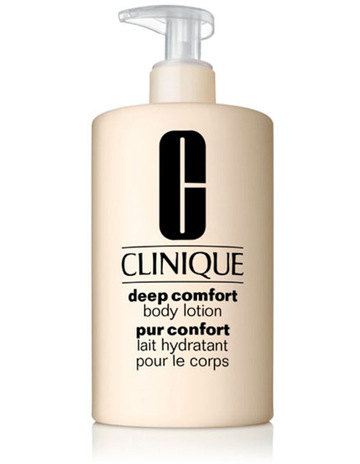 C
CLINIQUE
deep comfort
body lotion
pur confort
lait hydratant
pour le corps